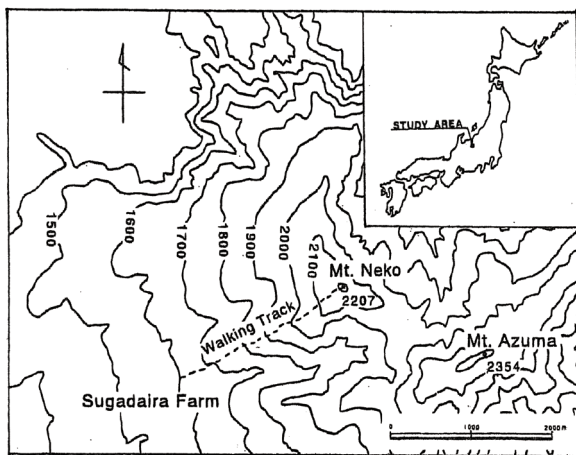 STUDY AREA
1500
1600
1700
1800
1900
2000
2100
Mt. Neko
2207
Walking Track
Mt. Azuma
2354
Sugadaira Farm
0 1000 2000m